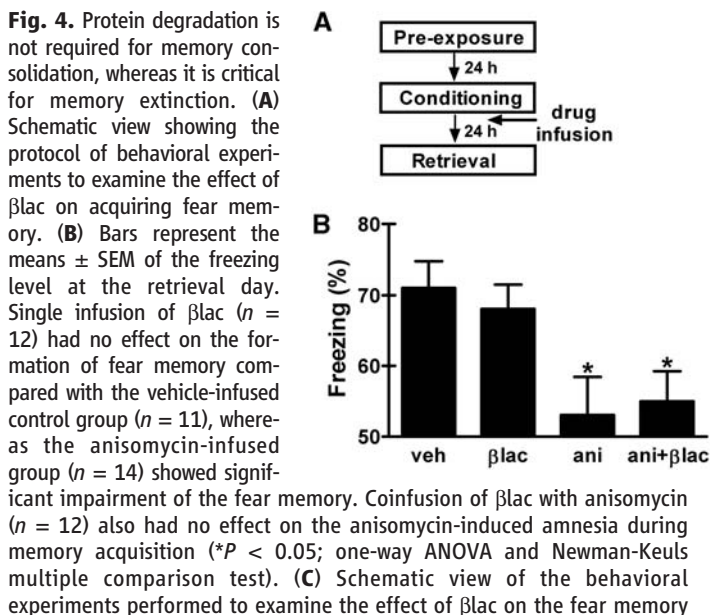 Fig. 4. Protein degradation is
not required for memory con-
solidation, whereas it is critical
for memory extinction. (A)
Schematic view showing the
protocol of behavioral experi-
ments to examine the effect of
βlac on acquiring fear mem-
ory. (B) Bars represent the
means ± SEM of the freezing
level at the retrieval day.
Single infusion of βlac (n =
12) had no effect on the for-
mation of fear memory com-
pared with the vehicle-infused
control group (n = 11), where-
as the anisomycin-infused
group (n = 14) showed signif-
icant impairment of the fear memory. Coinfusion of βlac with anisomycin
(n = 12) also had no effect on the anisomycin-induced amnesia during
memory acquisition (*P < 0.05; one-way ANOVA and Newman-Keuls
multiple comparison test). (C) Schematic view of the behavioral
experiments performed to examine the effect of βlac on the fear memory
A
Pre-exposure
24 h
Conditioning
drug
infusion
24 h
Retrieval
B
Freezing (%)
80
70
60
50
* *
veh βlac ani ani+βlac